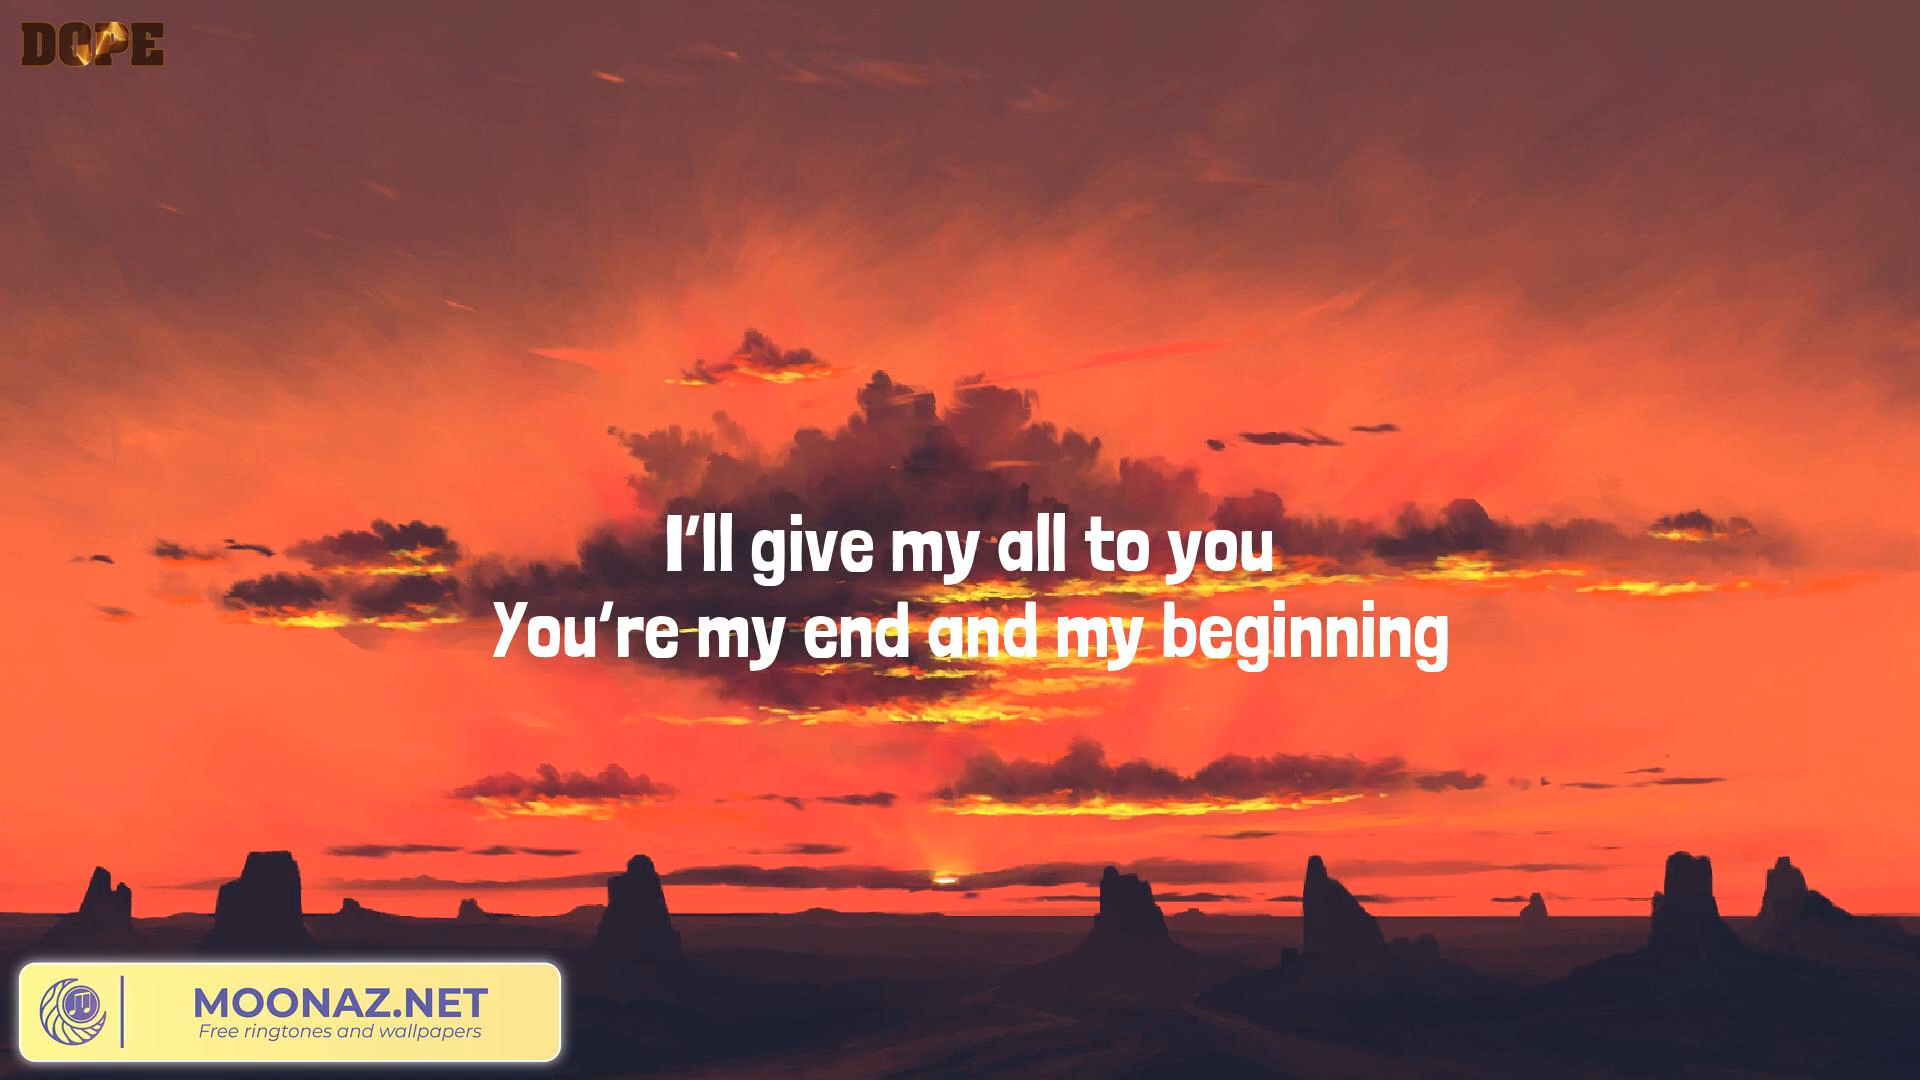 DOPE
I'll give my all to you
You're my end and my beginning
MOONAZ.NET
Free ringtones and wallpapers